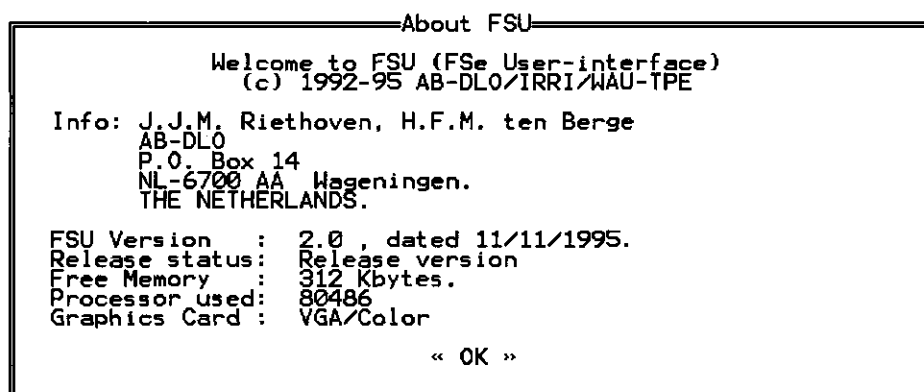 About FSU
Welcome to FSU (FSe User-interface)
(c) 1992-95 AB-DLO/IRRI/WAU-TPE
Info: J.J.M. Riethoven, H.F.M. ten Berge
AB-DLO
P.O. Box 14
NL-6700 AA Wageningen.
THE NETHERLANDS.
FSU Version : 2.0 , dated 11/11/1995.
Release status: Release version
Free Memory : 312 Kbytes.
Processor used: 80486
Graphics Card : VGA/Color
« OK »